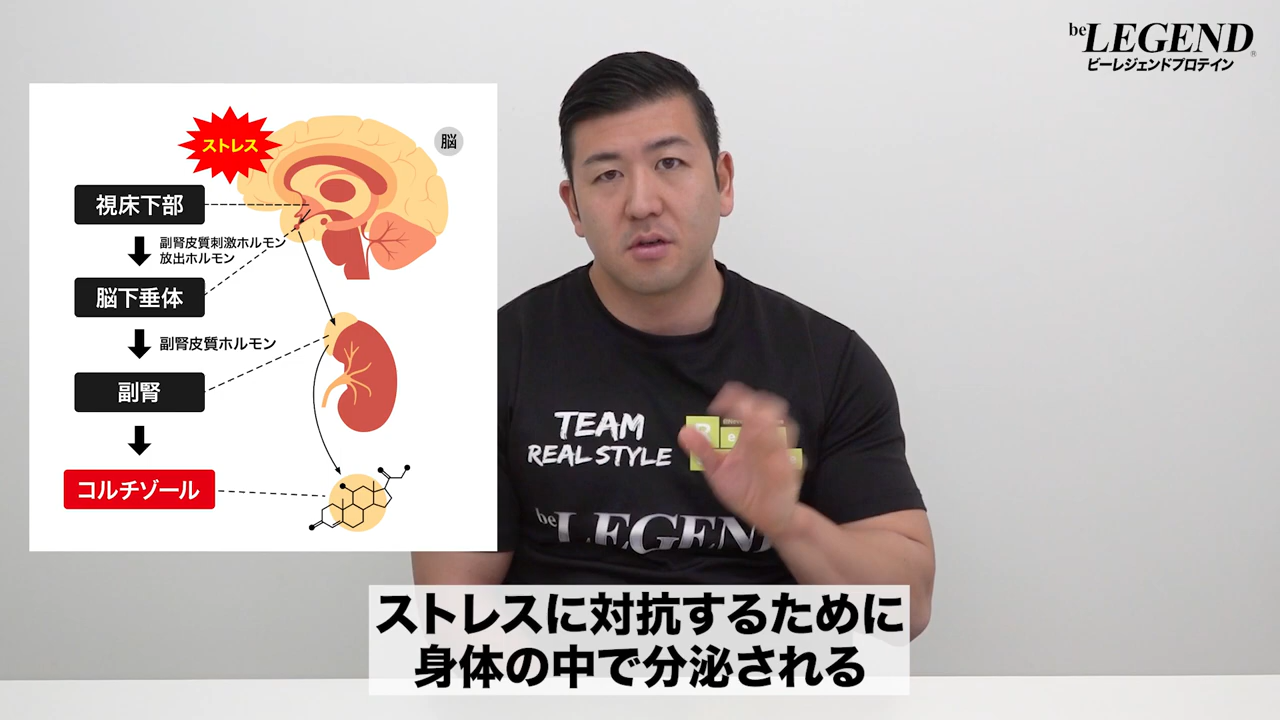 be LEGEND
ビーレジェンドプロテイン
ストレス
脳
視床下部
副腎皮質刺激ホルモン
放出ホルモン
脳下垂体
副腎皮質ホルモン
副腎
コルチゾール
TEAM
REAL STYLE
be LEGEND
ストレスに対抗するために
身体の中で分泌される